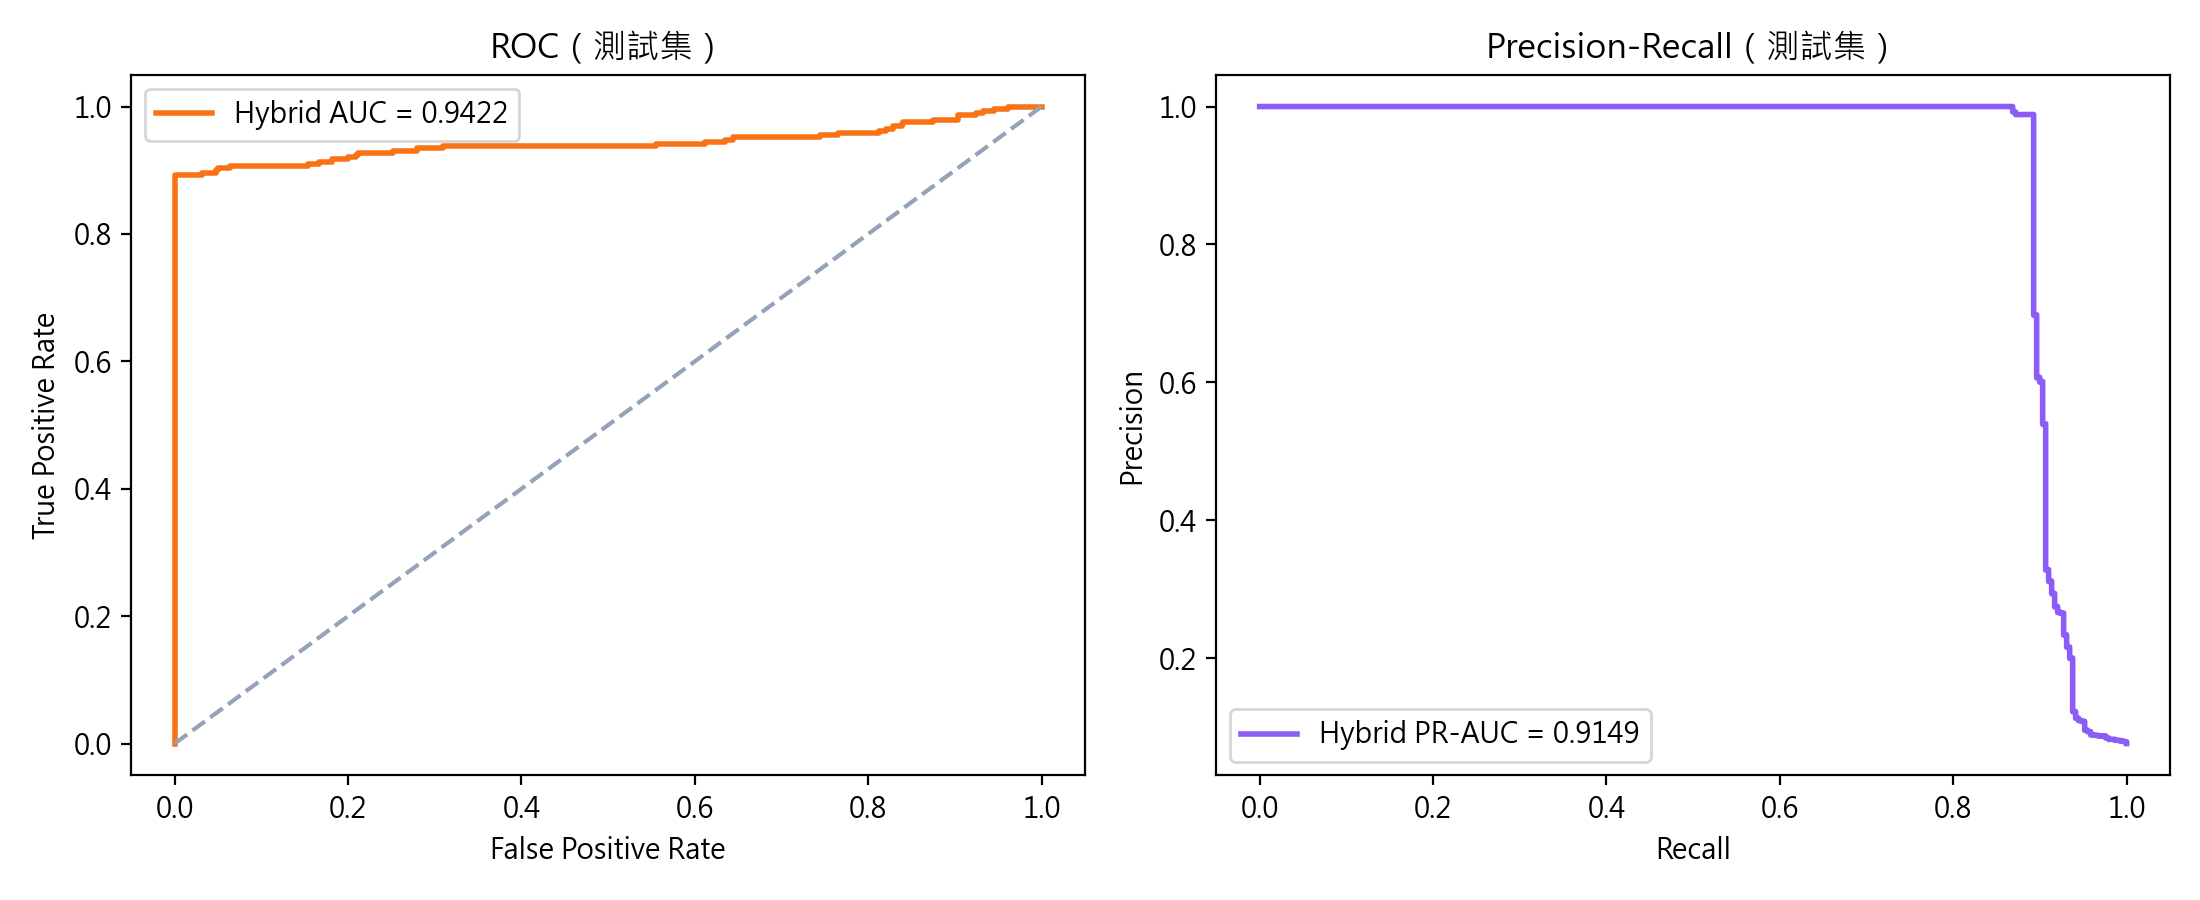 ROC（測試集）
Hybrid AUC = 0.9422
1.0
0.8
0.6
0.4
0.2
0.0
True Positive Rate
0.0 0.2 0.4 0.6 0.8 1.0
False Positive Rate
Precision-Recall（測試集）
1.0
0.8
0.6
0.4
0.2
Precision
Hybrid PR-AUC = 0.9149
0.0 0.2 0.4 0.6 0.8 1.0
Recall